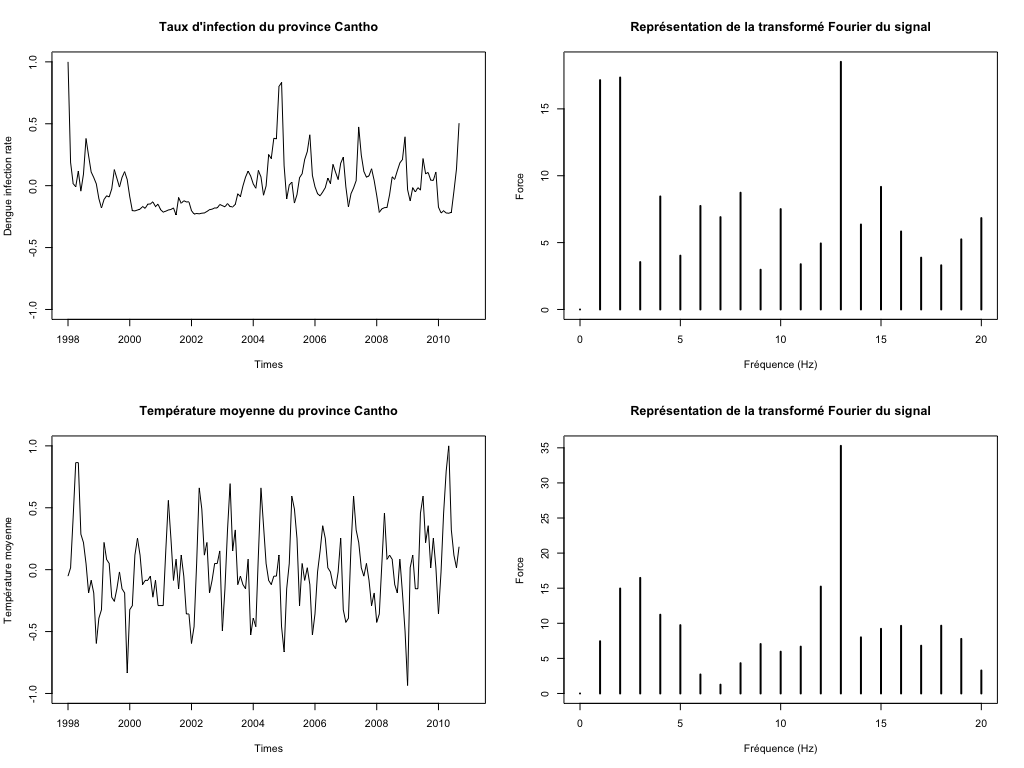 Taux d'infection du province Cantho
Dengue infection rate
1.0
0.5
0.0
-0.5
-1.0
1998 2000 2002 2004 2006 2008 2010
Times
Représentation de la transformé Fourier du signal
Force
15
10
5
0
0 5 10 15 20
Fréquence (Hz)
Température moyenne du province Cantho
Température moyenne
1.0
0.5
0.0
-0.5
-1.0
1998 2000 2002 2004 2006 2008 2010
Times
Représentation de la transformé Fourier du signal
Force
35
30
25
20
15
10
5
0
0 5 10 15 20
Fréquence (Hz)